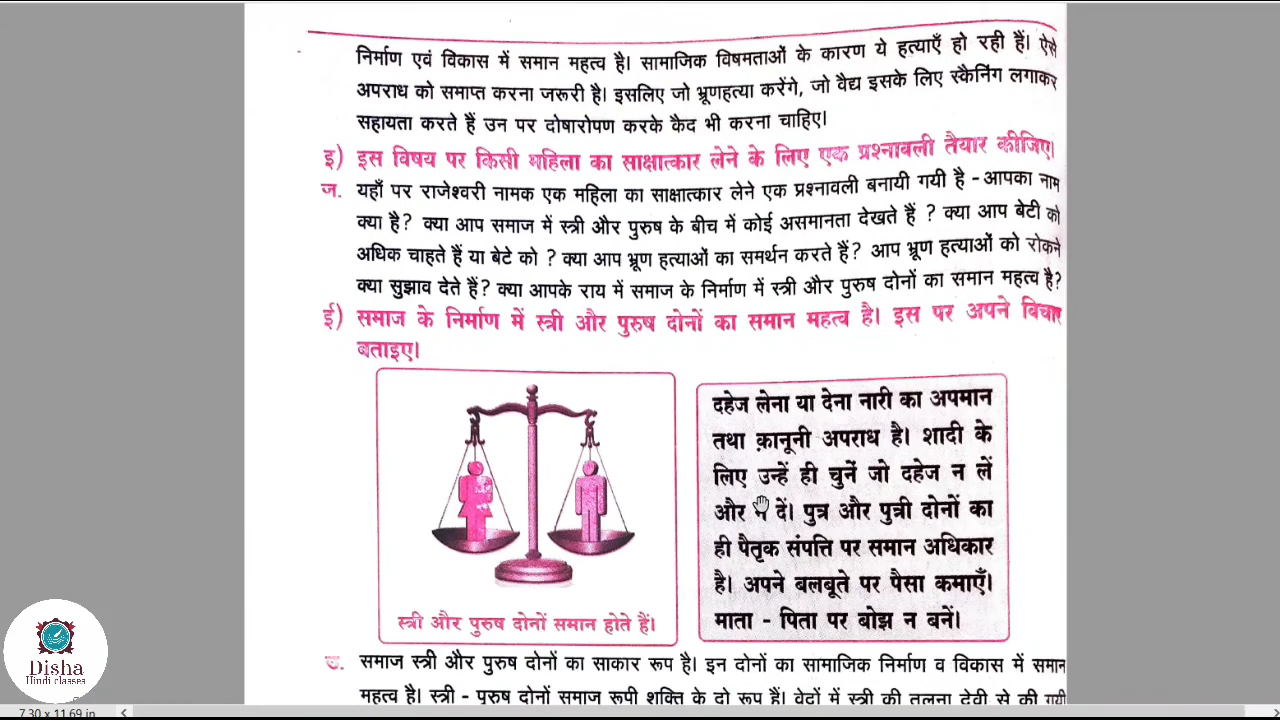 निर्माण एवं विकास में समान महत्व है। सामाजिक विषमताओं के कारण ये हत्याएँ हो रही हैं। ऐसे
अपराध को समाप्त करना जरूरी है। इसलिए जो भ्रूणहत्या करेंगे, जो वैद्य इसके लिए स्कैनिंग लगाकर
सहायता करते हैं उन पर दोषारोपण करके कैद भी करना चाहिए।
इ) इस विषय पर किसी महिला का साक्षात्कार लेने के लिए एक प्रश्नावली तैयार कीजिए।
ज. यहाँ पर राजेश्वरी नामक एक महिला का साक्षात्कार लेने एक प्रश्नावली बनायी गयी है - आपका नाम
क्या है? क्या आप समाज में स्त्री और पुरुष के बीच में कोई असमानता देखते हैं ? क्या आप बेटी को
अधिक चाहते हैं या बेटे को ? क्या आप भ्रूण हत्याओं का समर्थन करते हैं? आप भ्रूण हत्याओं को रोकने
क्या सुझाव देते हैं? क्या आपके राय में समाज के निर्माण में स्त्री और पुरुष दोनों का समान महत्व है?
ई) समाज के निर्माण में स्त्री और पुरुष दोनों का समान महत्व है। इस पर अपने विचार
बताइए।
स्त्री और पुरुष दोनों समान होते हैं।
दहेज लेना या देना नारी का अपमान
तथा क़ानूनी अपराध है। शादी के
लिए उन्हें ही चुनें जो दहेज न लें
और न दें। पुत्र और पुत्री दोनों का
ही पैतृक संपत्ति पर समान अधिकार
है। अपने बलबूते पर पैसा कमाएँ।
माता - पिता पर बोझ न बनें।
समाज स्त्री और पुरुष दोनों का साकार रूप है। इन दोनों का सामाजिक निर्माण व विकास में समान
महत्व है। स्त्री - पुरुष दोनों समाज रूपी शक्ति के दो रूप हैं। वेदों में स्त्री की तुलना देवी से की गयी
Disha
Hindi classes
7.30 x 11.69 in